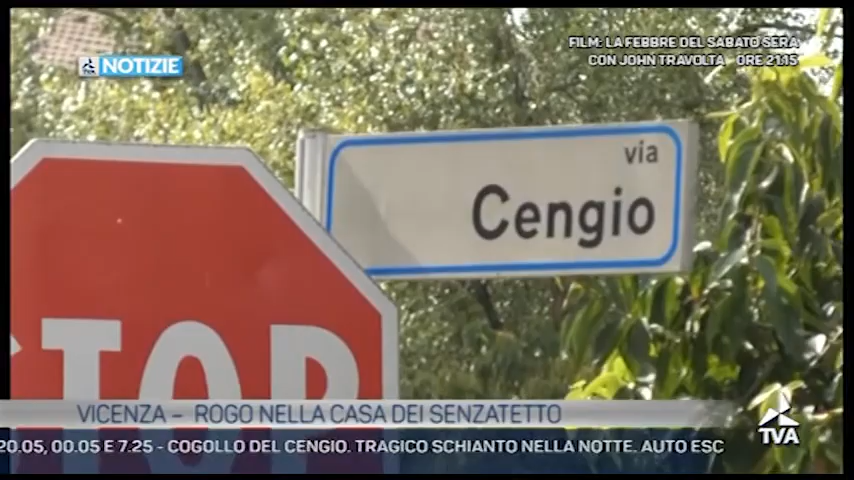 FILM: LA FEBBRE DEL SABATO SERA
CON JOHN TRAVOLTA ORE 21.15
TVA NOTIZIE
via
Cengio
STOP
VICENZA - ROGO NELLA CASA DEI SENZATETTO
TVA
20.05, 00.05 E 7.25 - COGOLLO DEL CENGIO. TRAGICO SCHIANTO NELLA NOTTE. AUTO ESC